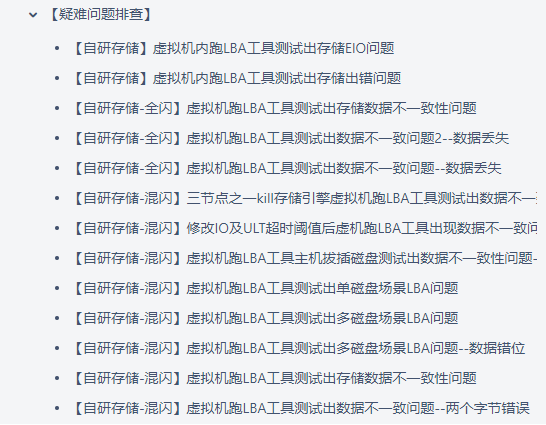 【疑难问题排查】
【自研存储】虚拟机内跑LBA工具测试出存储EIO问题
【自研存储】虚拟机内跑LBA工具测试出存储出错问题
【自研存储-全闪】虚拟机跑LBA工具测试出存储数据不一致性问题
【自研存储-全闪】虚拟机跑LBA工具测试出数据不一致问题2--数据丢失
【自研存储-全闪】虚拟机跑LBA工具测试出数据不一致问题--数据丢失
【自研存储-混闪】三节点之一kill存储引擎虚拟机跑LBA工具测试出数据不一
【自研存储-混闪】修改IO及ULT超时阈值后虚机跑LBA工具出现数据不一致问
【自研存储-混闪】虚拟机跑LBA工具主机拔插磁盘测试出数据不一致性问题-
【自研存储-混闪】虚拟机跑LBA工具测试出单磁盘场景LBA问题
【自研存储-混闪】虚拟机跑LBA工具测试出多磁盘场景LBA问题
【自研存储-混闪】虚拟机跑LBA工具测试出多磁盘场景LBA问题--数据错位
【自研存储-混闪】虚拟机跑LBA工具测试出存储数据不一致性问题
【自研存储-混闪】虚拟机跑LBA工具测试出数据不一致问题--两个字节错误